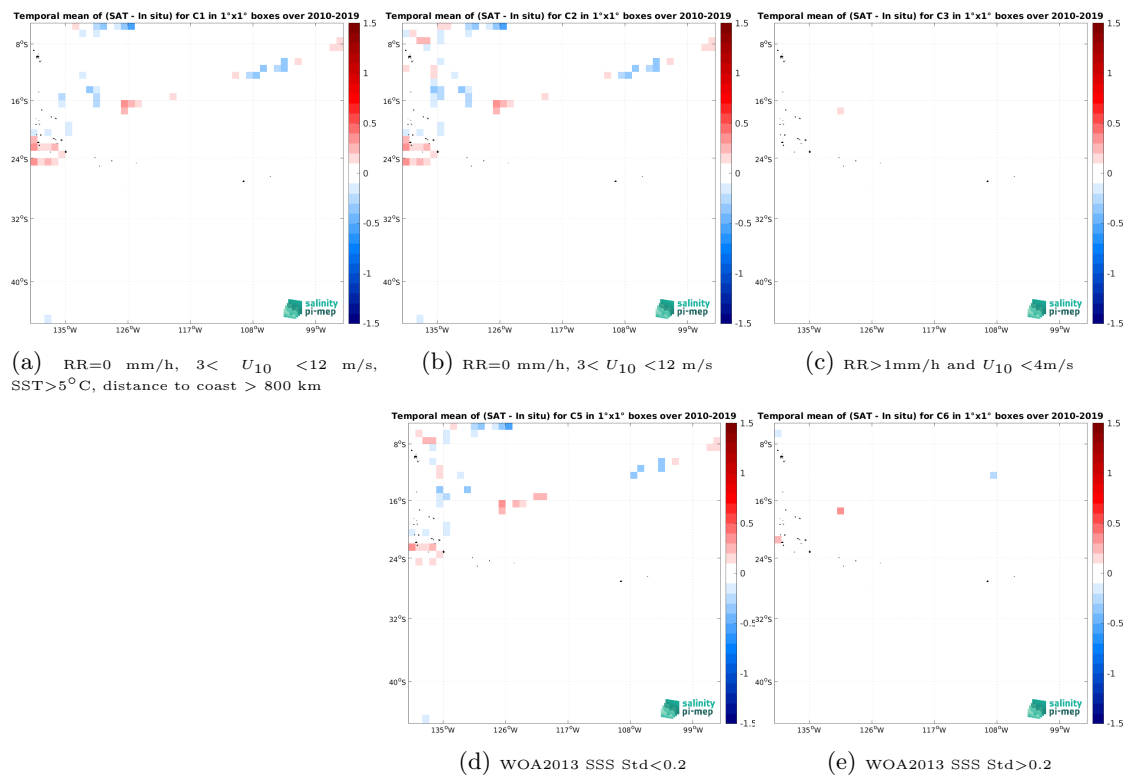 Temporal mean of (SAT - In situ) for C1 in 1°x1° boxes over 2010-2019
8°S
16°S
24°S
32°S
40°S
135°W 126°W 117°W 108°W 99°W
1.5
1
0.5
0
-0.5
-1
-1.5
salinity
pi-mep
(a) RR=0 mm/h, 3< U10 <12 m/s,
SST>5°C, distance to coast > 800 km
Temporal mean of (SAT - In situ) for C2 in 1°x1° boxes over 2010-2019
8°S
16°S
24°S
32°S
40°S
135°W 126°W 117°W 108°W 99°W
1.5
1
0.5
0
-0.5
-1
-1.5
salinity
pi-mep
(b) RR=0 mm/h, 3< U10 <12 m/s
Temporal mean of (SAT - In situ) for C3 in 1°x1° boxes over 2010-2019
8°S
16°S
24°S
32°S
40°S
135°W 126°W 117°W 108°W 99°W
1.5
1
0.5
0
-0.5
-1
-1.5
salinity
pi-mep
(c) RR>1mm/h and U10 <4m/s
Temporal mean of (SAT - In situ) for C5 in 1°x1° boxes over 2010-2019
8°S
16°S
24°S
32°S
40°S
135°W 126°W 117°W 108°W 99°W
1.5
1
0.5
0
-0.5
-1
-1.5
salinity
pi-mep
(d) WOA2013 SSS Std<0.2
Temporal mean of (SAT - In situ) for C6 in 1°x1° boxes over 2010-2019
8°S
16°S
24°S
32°S
40°S
135°W 126°W 117°W 108°W 99°W
1.5
1
0.5
0
-0.5
-1
-1.5
salinity
pi-mep
(e) WOA2013 SSS Std>0.2